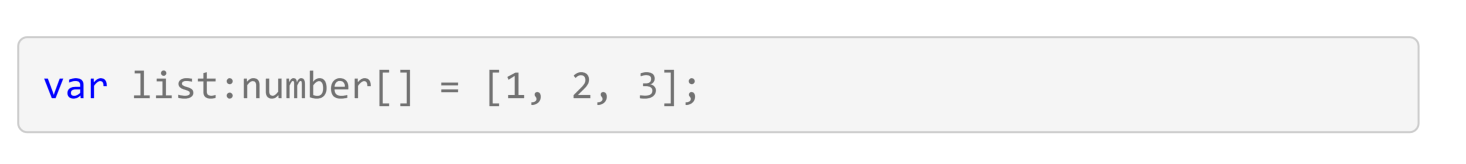 var list:number[] = [1, 2, 3];